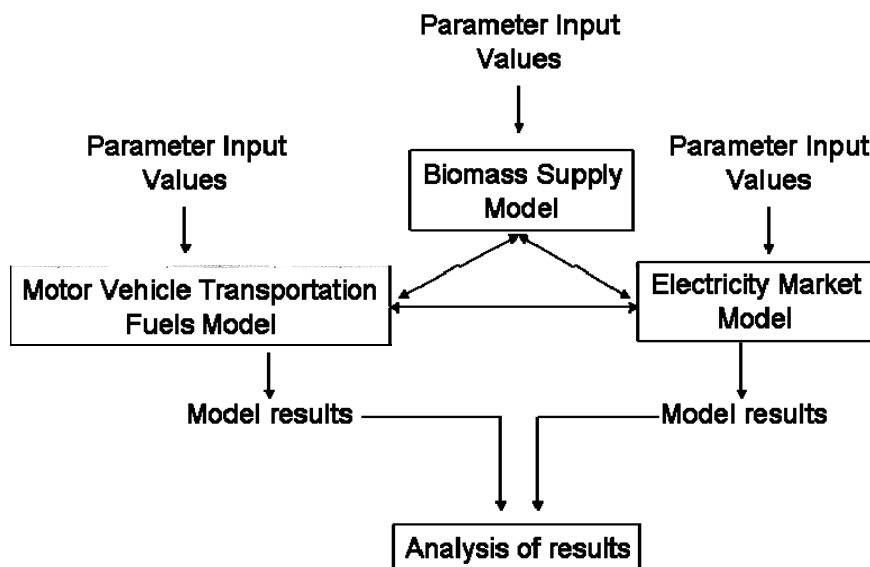 Parameter Input
Values
Parameter Input
Values
Parameter Input
Values
Biomass Supply
Model
Motor Vehicle Transportation
Fuels Model
Electricity Market
Model
Model results
Model results
Analysis of results